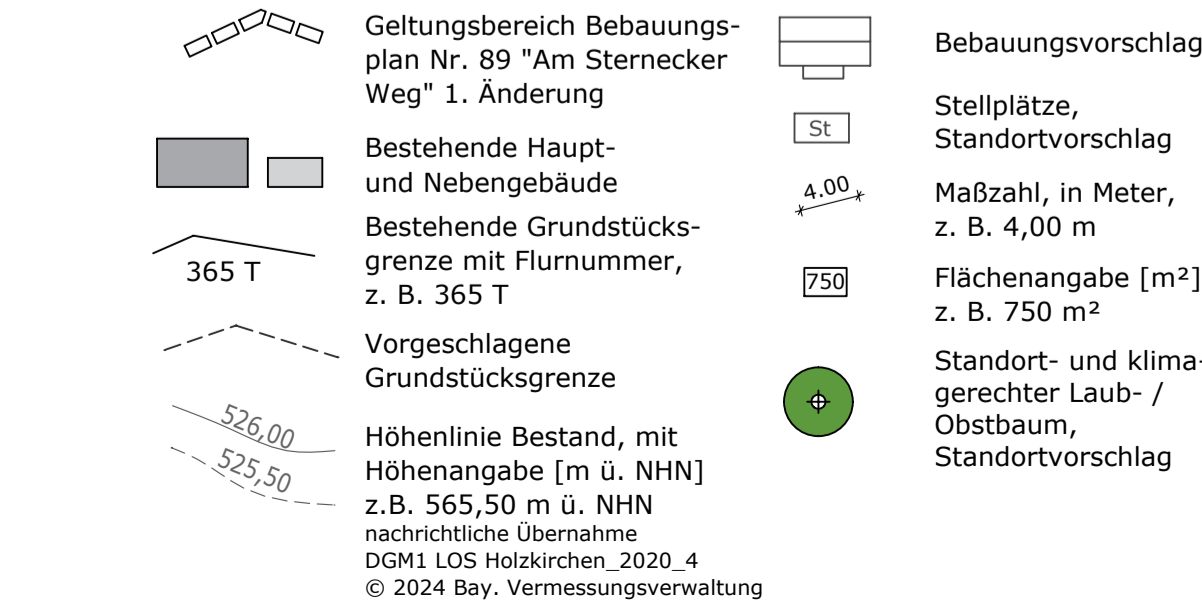 Geltungsbereich Bebauungs-
plan Nr. 89 "Am Sternecker
Weg" 1. Änderung
Bestehende Haupt-
und Nebengebäude
365 T
Bestehende Grundstücks-
grenze mit Flurnummer,
z. B. 365 T
Vorgeschlagene
Grundstücksgrenze
526,00
525,50
Höhenlinie Bestand, mit
Höhenangabe [m ü. NHN]
z.B. 565,50 m ü. NHN
nachrichtliche Übernahme
DGM1 LOS Holzkirchen_2020_4
© 2024 Bay. Vermessungsverwaltung
Bebauungsvorschlag
St
Stellplätze,
Standortvorschlag
4.00
Maßzahl, in Meter,
z. B. 4,00 m
750
Flächenangabe [m²]
z. B. 750 m²
Standort- und klima-
gerechter Laub- /
Obstbaum,
Standortvorschlag